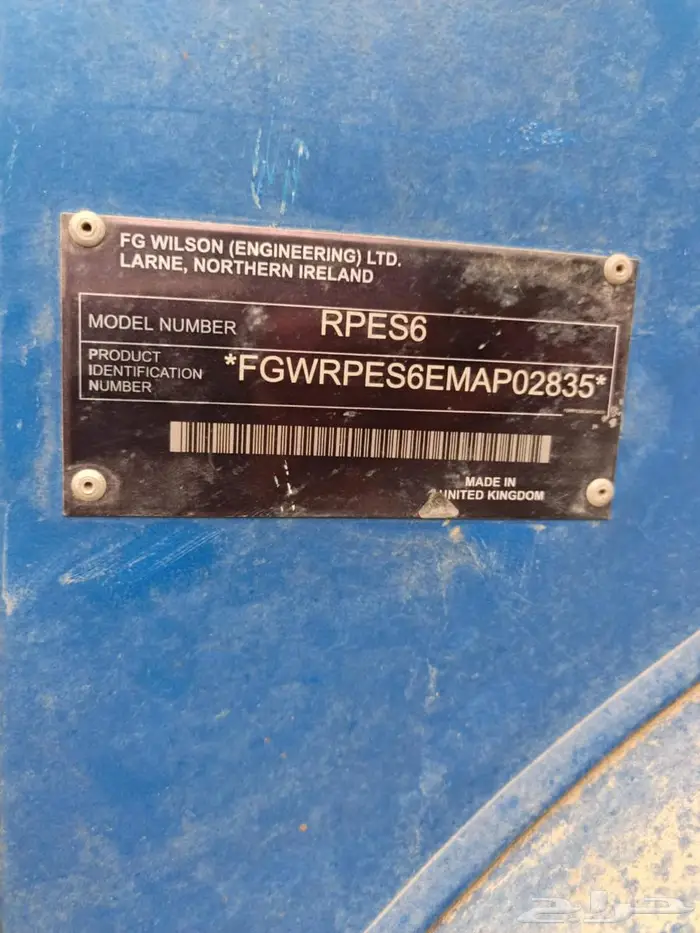 FG WILSON (ENGINEERING) LTD.
LARNE, NORTHERN IRELAND
MODEL NUMBER RPES6
PRODUCT IDENTIFICATION NUMBER *FGWRPES6EMAP02835*
MADE IN
UNITED KINGDOM
حراج